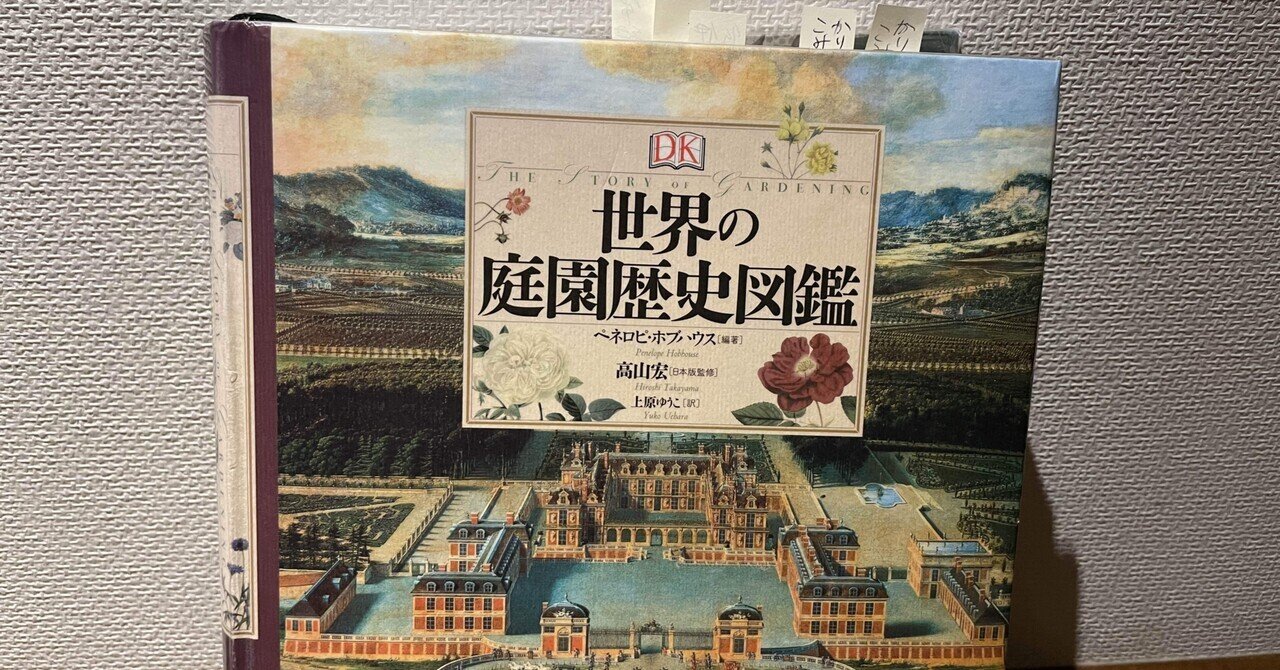 かり
こみ
かり
DK
THE STORY OF GARDENING
世界の
庭園歴史図鑑
ペネロピ・ホブハウス[編著]
Penelope Hobhouse
高山宏[日本版監修]
Hiroshi Takayama
上原ゆうこ[訳]
Yuko Uehara